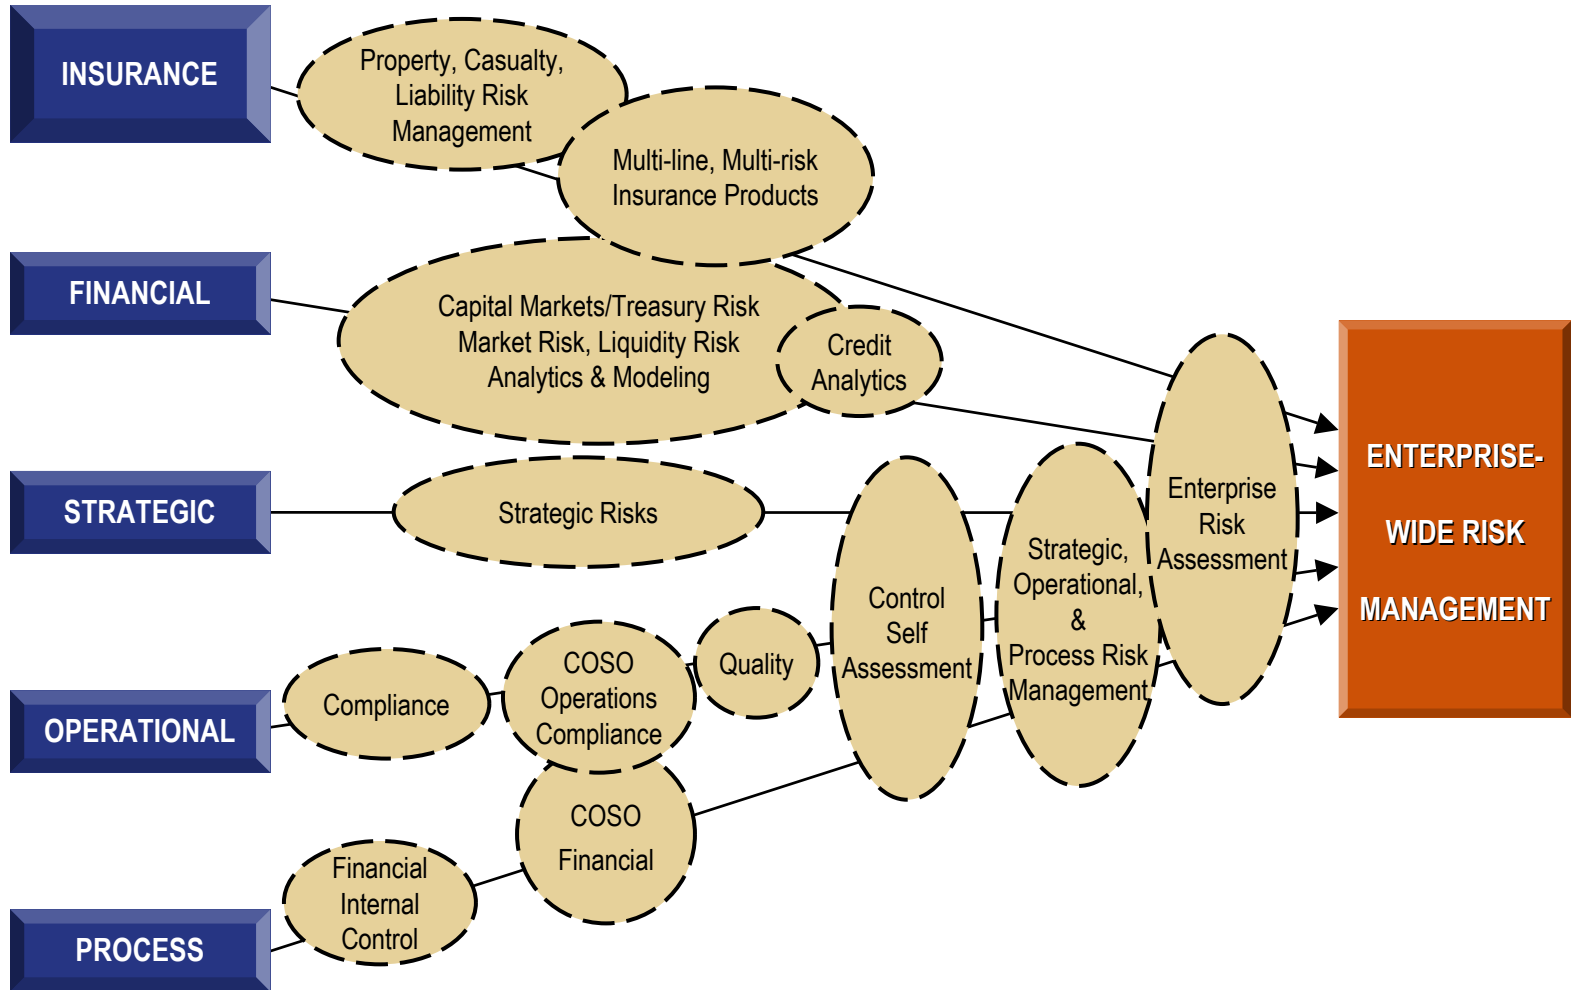 INSURANCE
Property, Casualty,
Liability Risk
Management
Multi-line, Multi-risk
Insurance Products
FINANCIAL
Capital Markets/Treasury Risk
Market Risk, Liquidity Risk
Analytics & Modeling
Credit
Analytics
STRATEGIC
Strategic Risks
OPERATIONAL
Compliance
COSO
Operations
Compliance
Quality
Control
Self
Assessment
Strategic,
Operational,
&
Process Risk
Management
Enterprise
Risk
Assessment
ENTERPRISE-
WIDE RISK
MANAGEMENT
COSO
Financial
PROCESS
Financial
Internal
Control